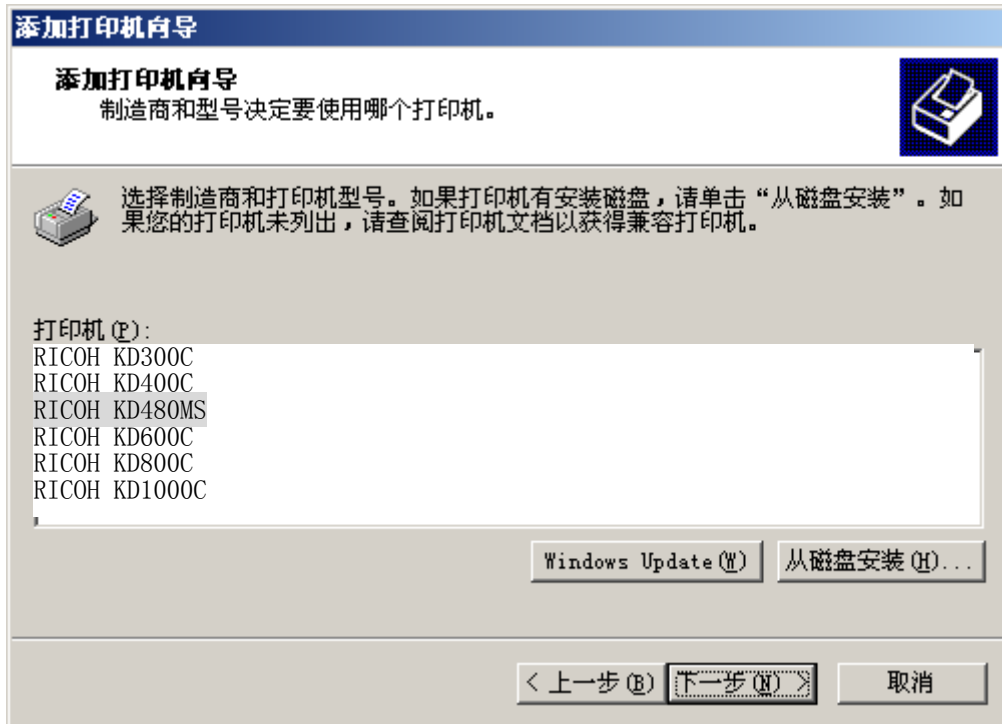 添加打印机向导
添加打印机向导
制造商和型号决定要使用哪个打印机。
选择制造商和打印机型号。如果打印机有安装磁盘，请单击“从磁盘安装”。如
果您的打印机未列出，请查阅打印机文档以获得兼容打印机。
打印机(P):
RICOH KD300C
RICOH KD400C
RICOH KD480MS
RICOH KD600C
RICOH KD800C
RICOH KD1000C
Windows Update(W) 从磁盘安装(H)...
< 上一步(B) 下一步(N) > 取消